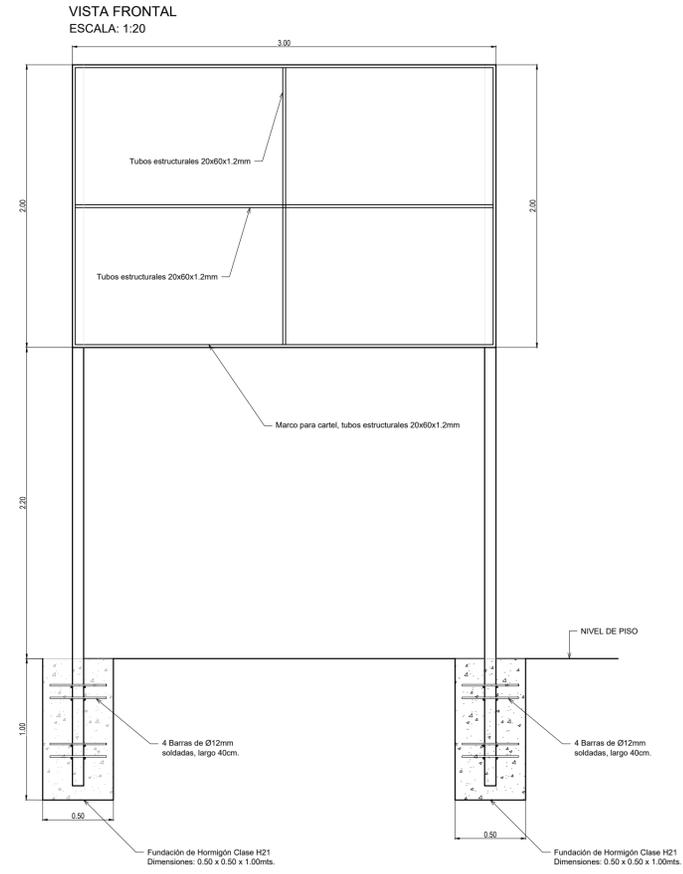 VISTA FRONTAL
ESCALA: 1:20
3.00
Tubos estructurales 20x60x1.2mm
2.00
2.00
Tubos estructurales 20x60x1.2mm
Marco para cartel, tubos estructurales 20x60x1.2mm
2.20
NIVEL DE PISO
1.00
4 Barras de Ø12mm
soldadas, largo 40cm.
4 Barras de Ø12mm
soldadas, largo 40cm.
0.50
0.50
Fundación de Hormigón Clase H21
Dimensiones: 0.50 x 0.50 x 1.00mts.
Fundación de Hormigón Clase H21
Dimensiones: 0.50 x 0.50 x 1.00mts.